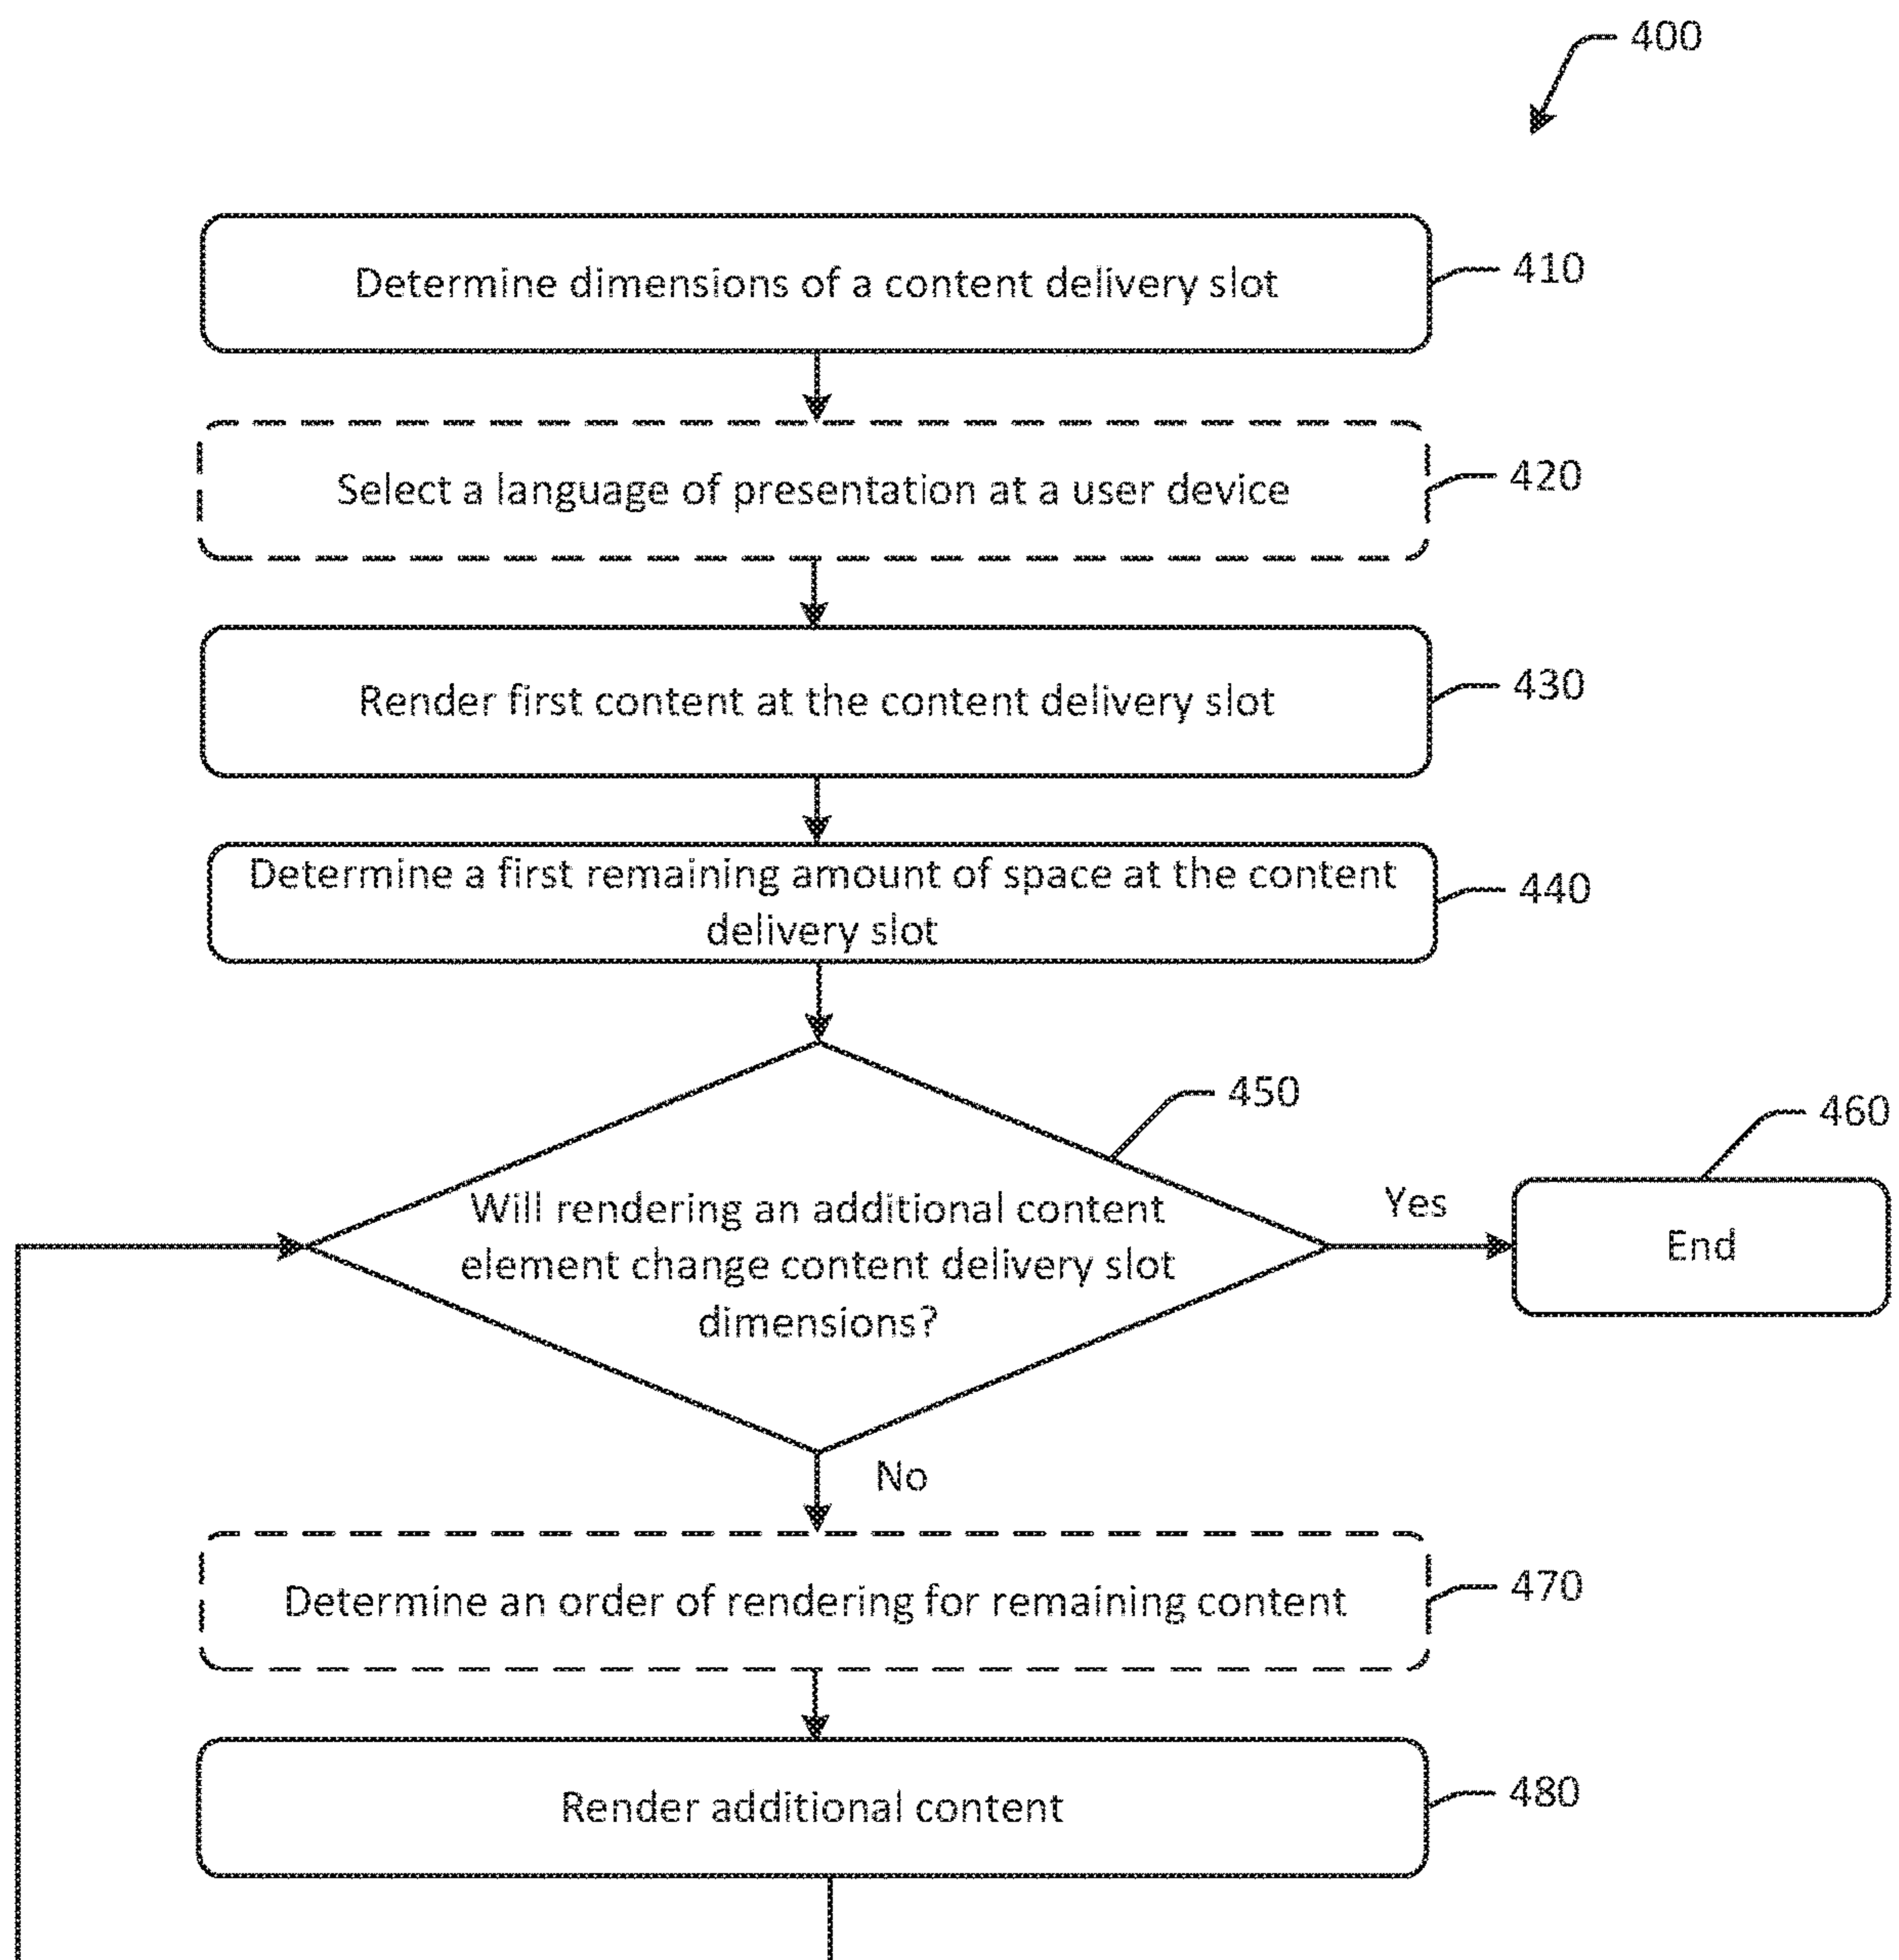 400
Determine dimensions of a content delivery slot
410
Select a language of presentation at a user device
420
Render first content at the content delivery slot
430
Determine a first remaining amount of space at the content
delivery slot
440
450
460
Will rendering an additional content
element change content delivery slot
dimensions?
Yes
End
No
Determine an order of rendering for remaining content
470
Render additional content
480